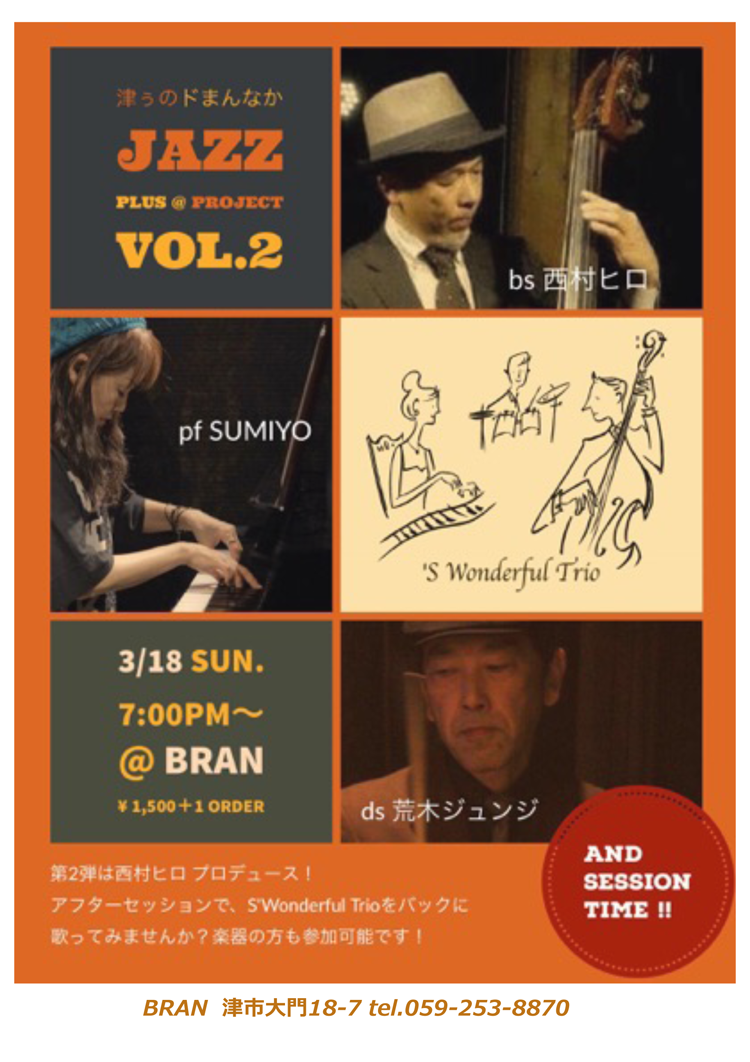 津ぅのドまんなか
JAZZ
PLUS @ PROJECT
VOL.2
bs 西村ヒロ
pf SUMIYO
'S Wonderful Trio
3/18 SUN.
7:00PM～
@ BRAN
¥1,500＋1 ORDER
ds 荒木ジュンジ
AND
SESSION
TIME !!
第2弾は西村ヒロ プロデュース！
アフターセッションで、S'Wonderful Trioをバックに
歌ってみませんか？楽器の方も参加可能です！
BRAN 津市大門18-7 tel.059-253-8870